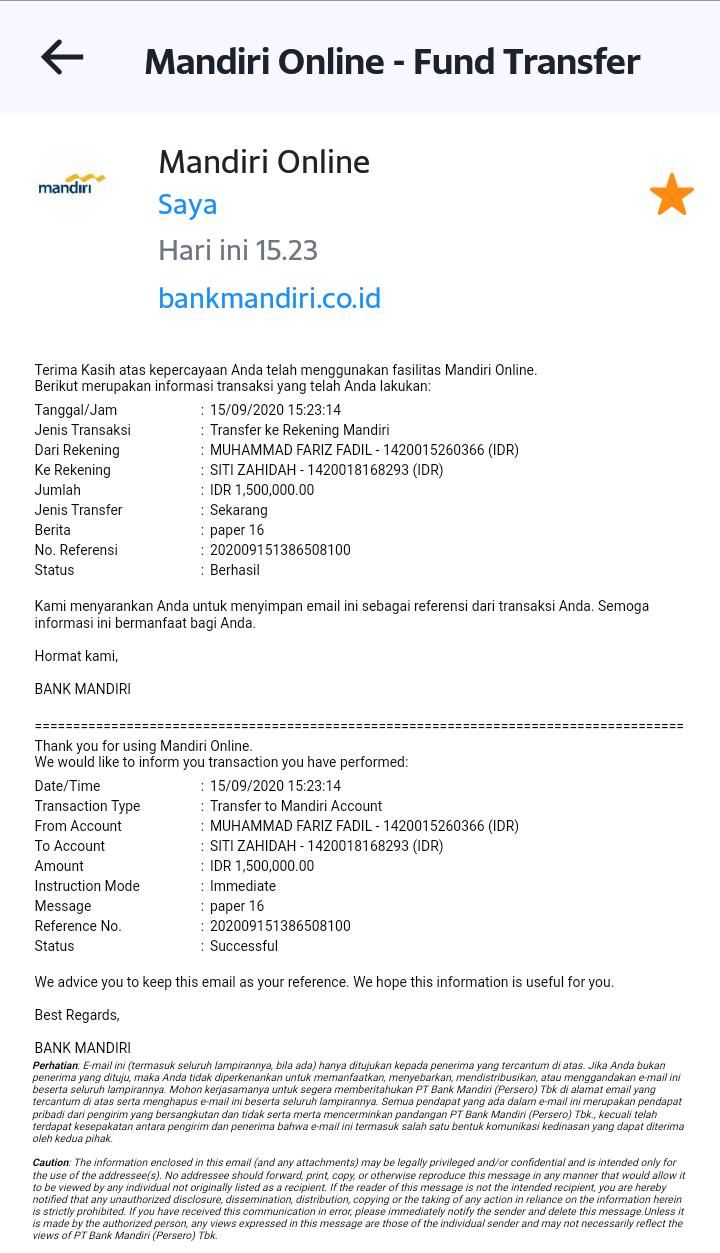 Mandiri Online - Fund Transfer
mandiri
Mandiri Online
Saya
Hari ini 15.23
bankmandiri.co.id
Terima Kasih atas kepercayaan Anda telah menggunakan fasilitas Mandiri Online.
Berikut merupakan informasi transaksi yang telah Anda lakukan:
Tanggal/Jam : 15/09/2020 15:23:14
Jenis Transaksi : Transfer ke Rekening Mandiri
Dari Rekening : MUHAMMAD FARIZ FADIL - 1420015260366 (IDR)
Ke Rekening : SITI ZAHIDAH - 1420018168293 (IDR)
Jumlah : IDR 1,500,000.00
Jenis Transfer : Sekarang
Berita : paper 16
No. Referensi : 202009151386508100
Status : Berhasil
Kami menyarankan Anda untuk menyimpan email ini sebagai referensi dari transaksi Anda. Semoga
informasi ini bermanfaat bagi Anda.
Hormat kami,
BANK MANDIRI
=====================================================================================
Thank you for using Mandiri Online.
We would like to inform you transaction you have performed:
Date/Time : 15/09/2020 15:23:14
Transaction Type : Transfer to Mandiri Account
From Account : MUHAMMAD FARIZ FADIL - 1420015260366 (IDR)
To Account : SITI ZAHIDAH - 1420018168293 (IDR)
Amount : IDR 1,500,000.00
Instruction Mode : Immediate
Message : paper 16
Reference No. : 202009151386508100
Status : Successful
We advice you to keep this email as your reference. We hope this information is useful for you.
Best Regards,
BANK MANDIRI
Perhatian: E-mail ini (termasuk seluruh lampirannya, bila ada) hanya ditujukan kepada penerima yang tercantum di atas. Jika Anda bukan
penerima yang dituju, maka Anda tidak diperkenankan untuk memanfaatkan, menyebarkan, mendistribusikan, atau menggandakan e-mail ini
beserta seluruh lampirannya. Mohon kerjasamanya untuk segera memberitahukan PT Bank Mandiri (Persero) Tbk di alamat email yang
tercantum di atas serta menghapus e-mail ini beserta seluruh lampirannya. Semua pendapat yang ada dalam e-mail ini merupakan pendapat
pribadi dari pengirim yang bersangkutan dan tidak serta merta mencerminkan pandangan PT Bank Mandiri (Persero) Tbk., kecuali telah
terdapat kesepakatan antara pengirim dan penerima bahwa e-mail ini termasuk salah satu bentuk komunikasi kedinasan yang dapat diterima
oleh kedua pihak.
Caution: The information enclosed in this email (and any attachments) may be legally privileged and/or confidential and is intended only for
the use of the addressee(s). No addressee should forward, print, copy, or otherwise reproduce this message in any manner that would allow it
to be viewed by any individual not originally listed as a recipient. If the reader of this message is not the intended recipient, you are hereby
notified that any unauthorized disclosure, dissemination, distribution, copying or the taking of any action in reliance on the information herein
is strictly prohibited. If you have received this communication in error, please immediately notify the sender and delete this message.Unless it
is made by the authorized person, any views expressed in this message are those of the individual sender and may not necessarily reflect the
views of PT Bank Mandiri (Persero) Tbk.